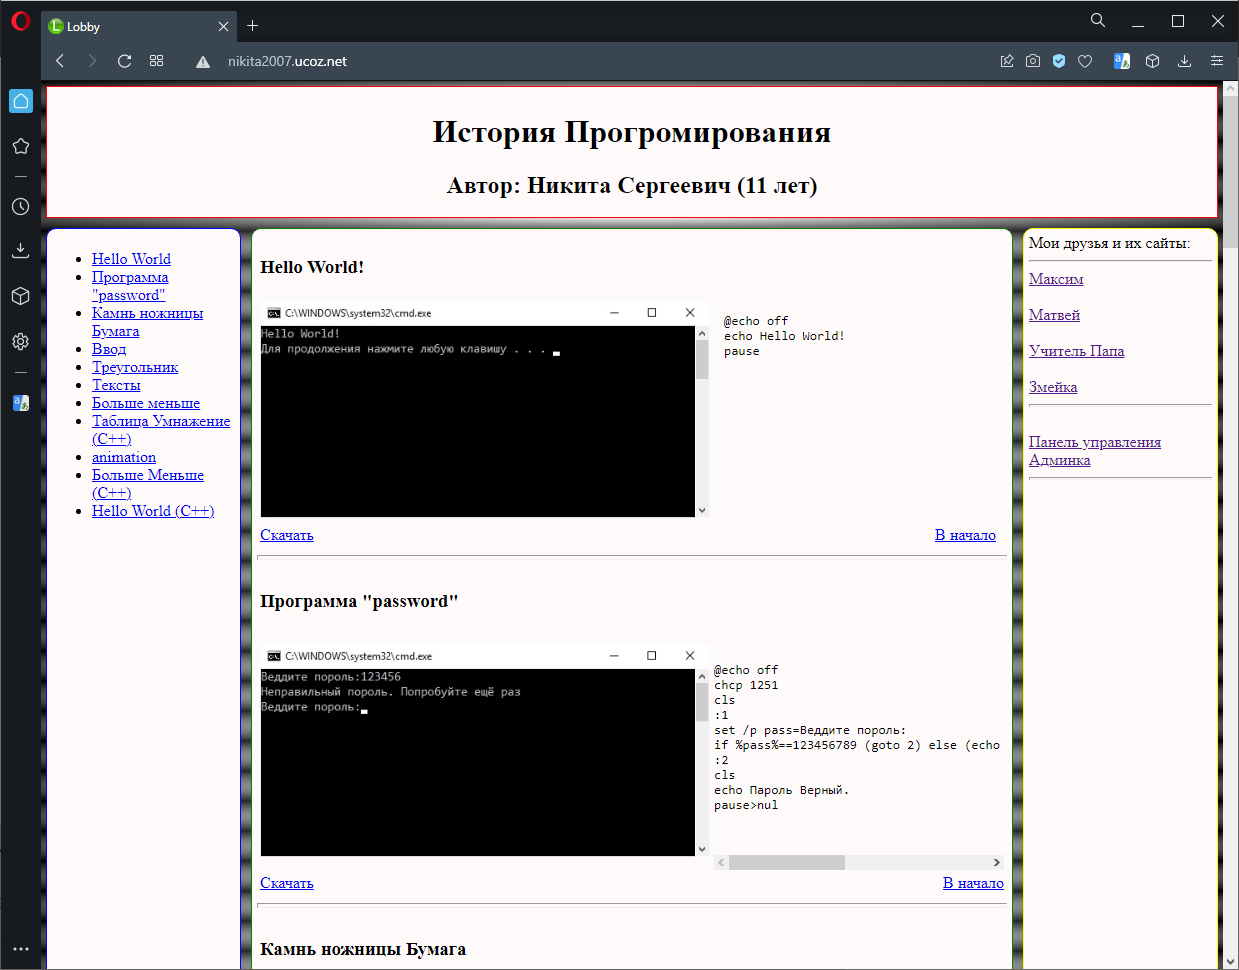 Lobby
nikita2007.ucoz.net
История Прогромирования
Автор: Никита Сергеевич (11 лет)
Hello World
Программа
"password"
Камнь ножницы
Бумага
Ввод
Треугольник
Тексты
Больше меньше
Таблица Умнажение
(C++)
animation
Больше Меньше
(C++)
Hello World (C++)
Hello World!
C:\WINDOWS\system32\cmd.exe
Hello World!
Для продолжения нажмите любую клавишу . . .
@echo off
echo Hello World!
pause
Скачать
В начало
Программа "password"
C:\WINDOWS\system32\cmd.exe
Веддите пороль:123456
Неправильный пороль. Попробуйте ещё раз
Веддите пороль:
@echo off
chcp 1251
cls
:1
set /p pass=Веддите пороль:
if %pass%==123456789 (goto 2) else (echo
:2
cls
echo Пароль Верный.
pause>nul
Скачать
В начало
Камнь ножницы Бумага
Мои друзья и их сайты:
Максим
Матвей
Учитель Папа
Змейка
Панель управления
Админка